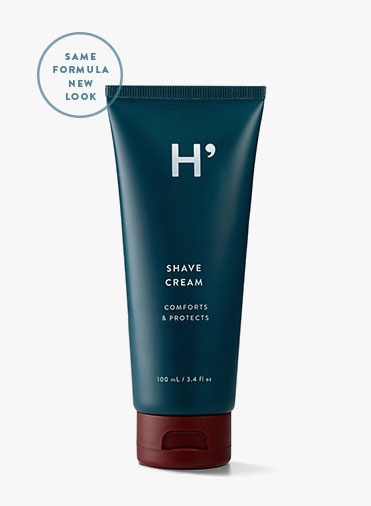 SAME
FORMULA
NEW
LOOK
H’
SHAVE
CREAM
COMFORTS
& PROTECTS
100 mL / 3.4 fl oz